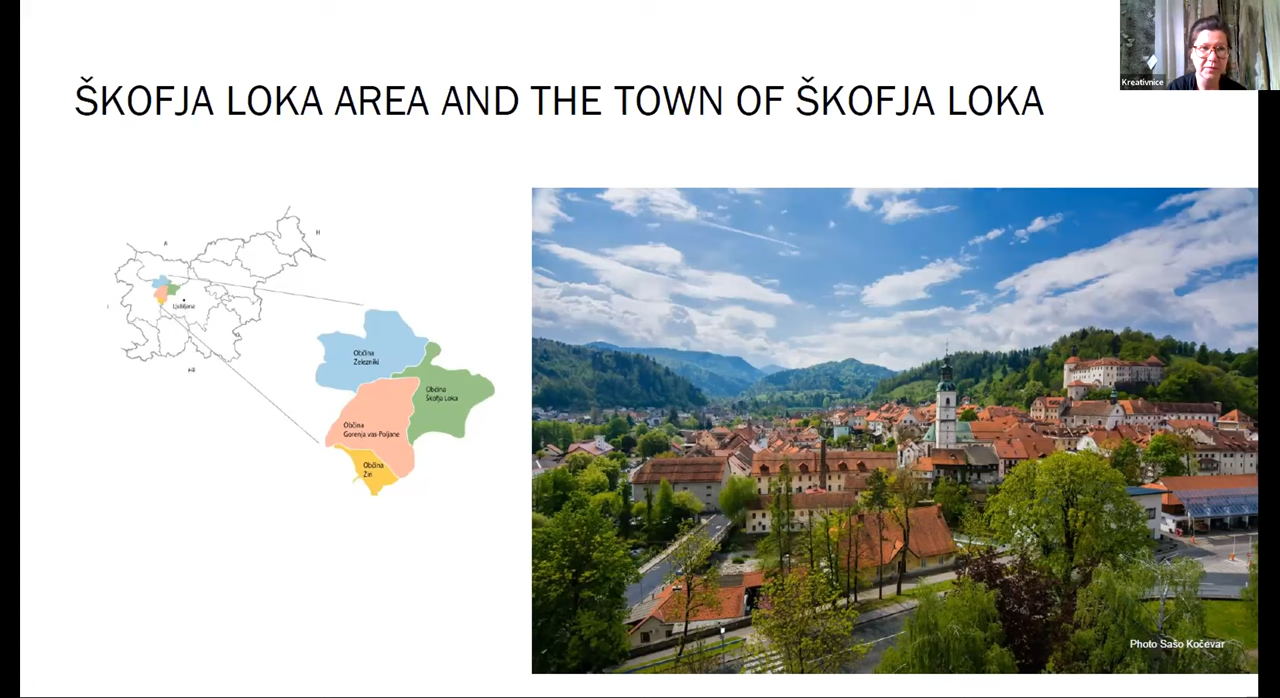 Kreativnice
ŠKOFJA LOKA AREA AND THE TOWN OF ŠKOFJA LOKA
A
H
Ljubljana
HR
Občina
Železniki
Občina
Škofja Loka
Občina
Gorenja vas-Poljane
Občina
Žiri
Photo Sašo Kočevar